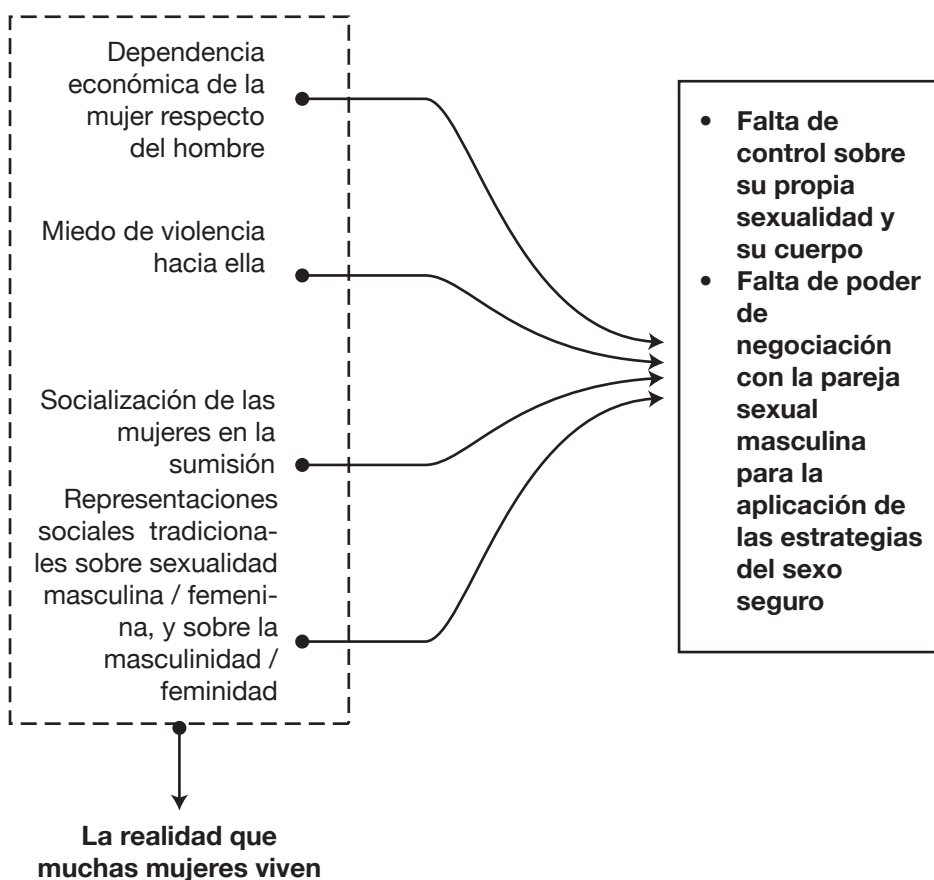 Dependencia
económica de la
mujer respecto
del hombre
Miedo de violencia
hacia ella
Socialización de las
mujeres en la
sumisión
Representaciones
sociales tradiciona-
les sobre sexualidad
masculina / femeni-
na, y sobre la
masculinidad /
feminidad
La realidad que
muchas mujeres viven
• Falta de
control sobre
su propia
sexualidad y
su cuerpo
• Falta de poder
de
negociación
con la pareja
sexual
masculina
para la
aplicación de
las estrategias
del sexo
seguro